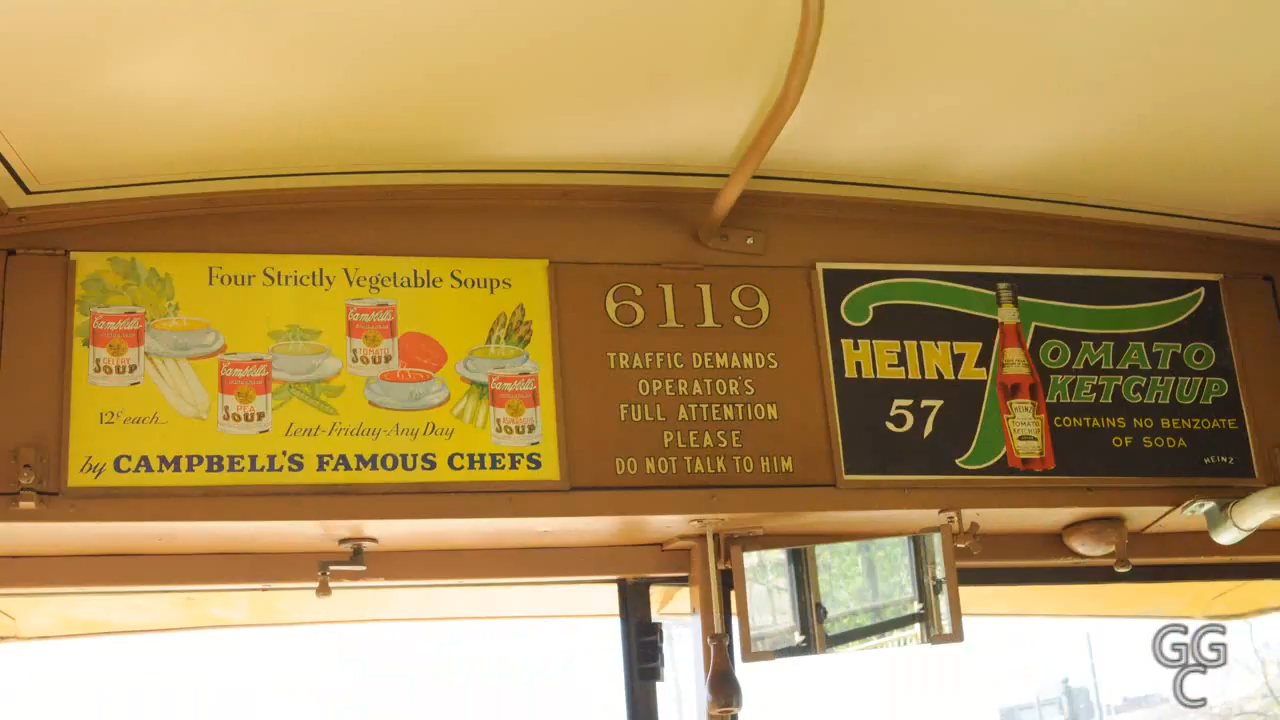 Four Strictly Vegetable Soups
Campbell's
CELERY
SOUP
Campbell's
PEA
SOUP
Campbell's
TOMATO
SOUP
Campbell's
ASPARAGUS
SOUP
12¢ each
Lent-Friday-Any Day
by CAMPBELL'S FAMOUS CHEFS
6119
TRAFFIC DEMANDS
OPERATOR'S
FULL ATTENTION
PLEASE
DO NOT TALK TO HIM
HEINZ TOMATO
57 KETCHUP
CONTAINS NO BENZOATE
OF SODA
HEINZ
HEINZ
TOMATO
KETCHUP
GGC